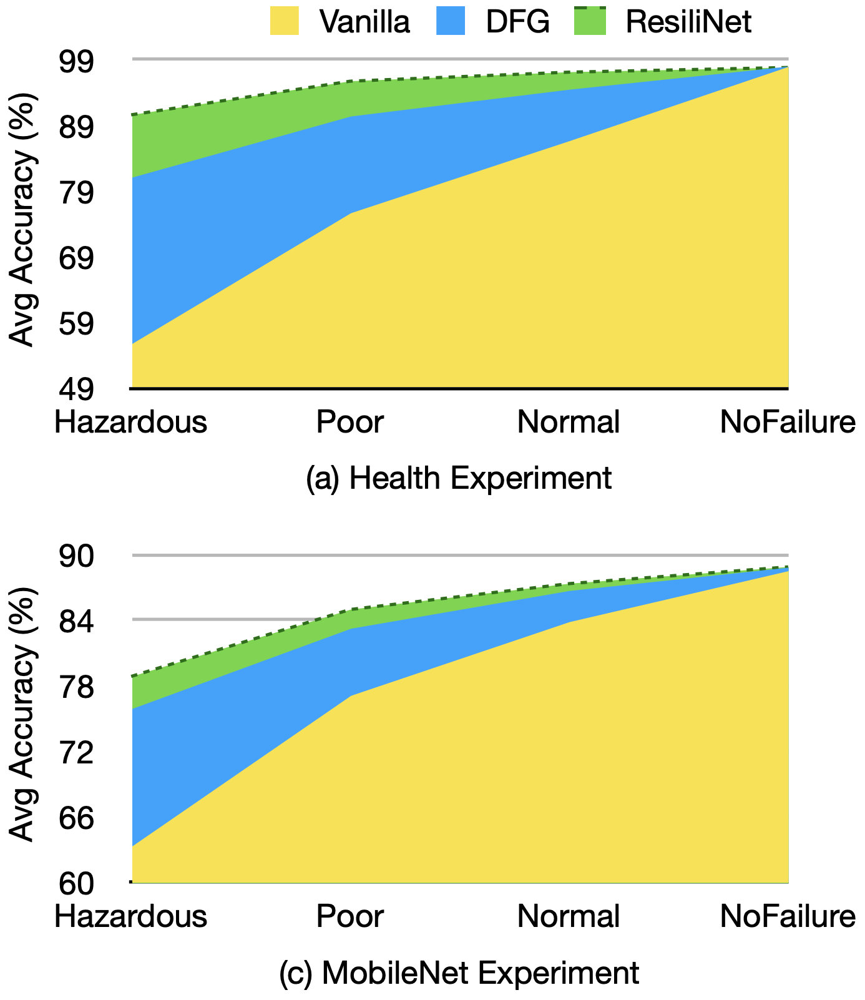 Vanilla DFG ResiliNet
Avg Accuracy (%)
99
89
79
69
59
49
Hazardous Poor Normal NoFailure
(a) Health Experiment
Avg Accuracy (%)
90
84
78
72
66
60
Hazardous Poor Normal NoFailure
(c) MobileNet Experiment